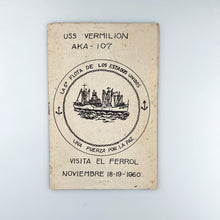 USS VERMILION
AKA-107
LA 6ª FLOTA DE LOS ESTADOS UNIDOS
UNA FUERZA POR LA PAZ
VISITA EL FERROL
NOVIEMBRE 18-19-1960